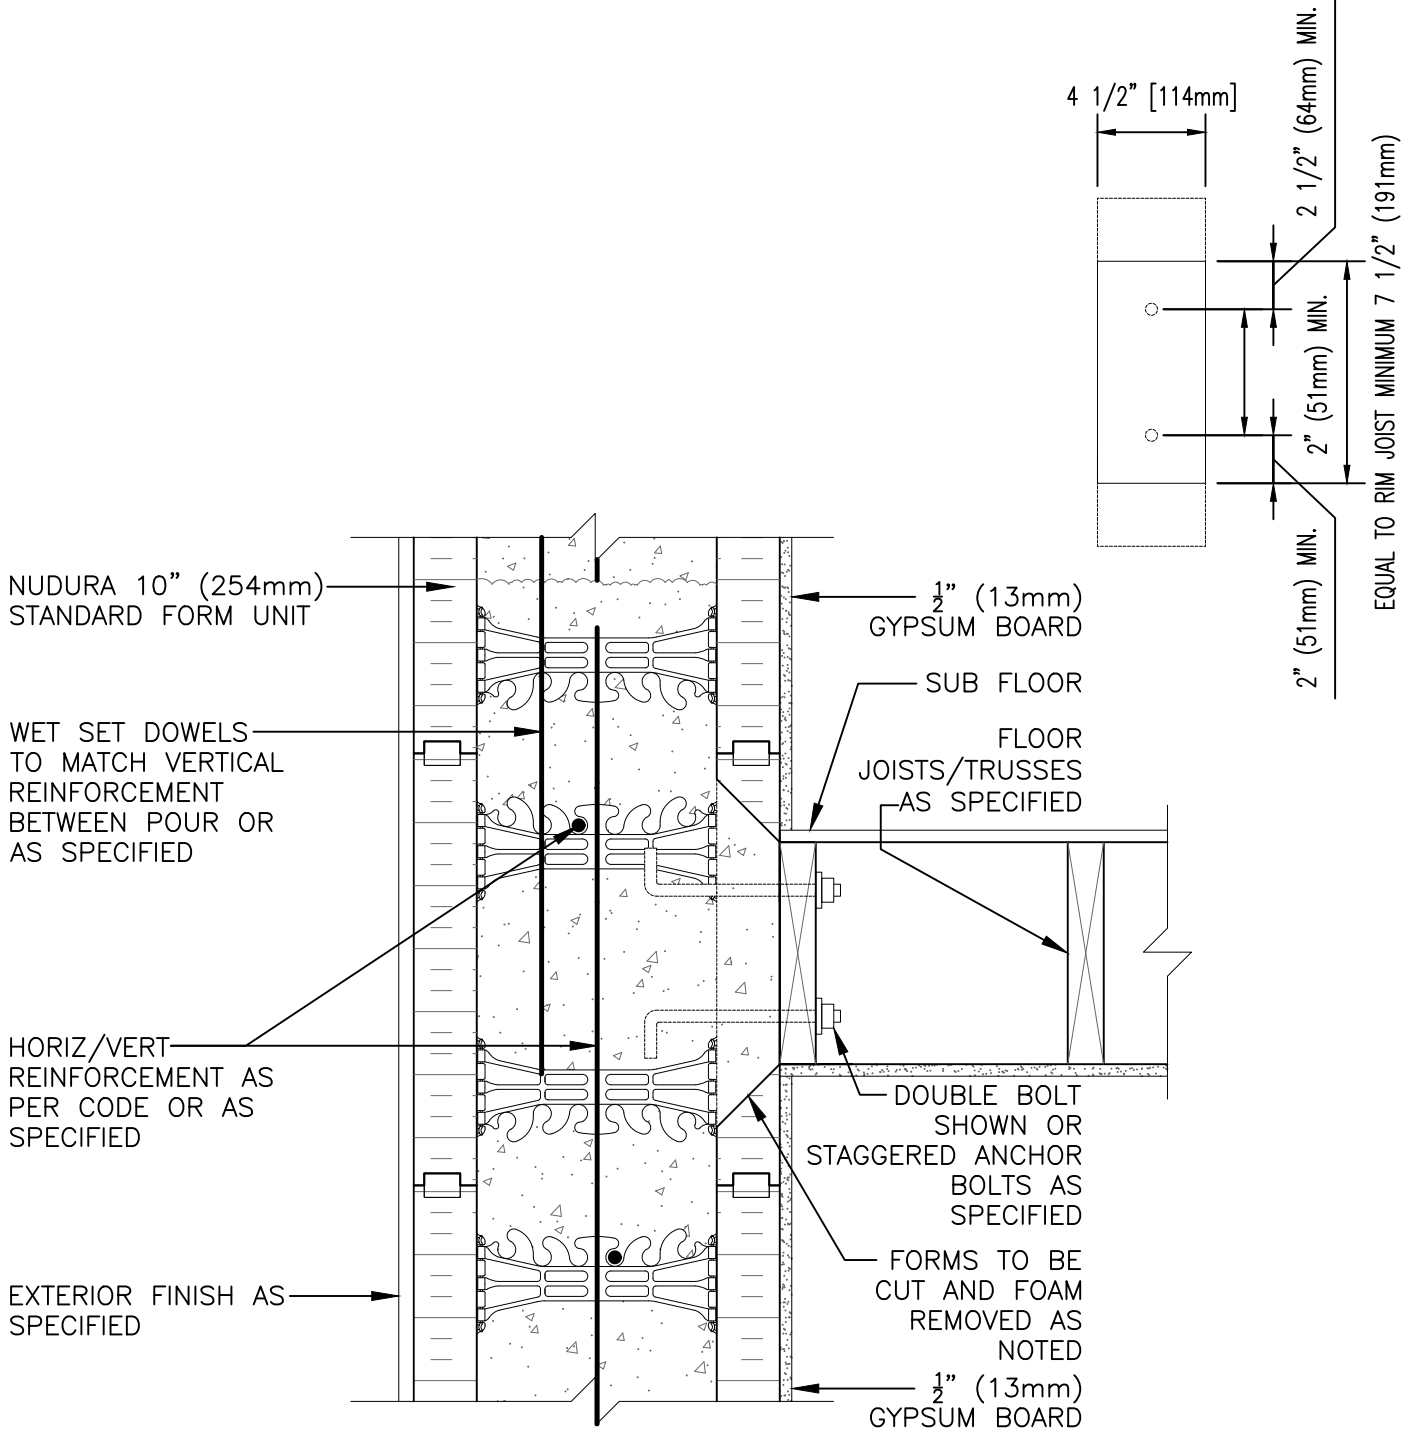 4 1/2" [114mm]
2 1/2" (64mm) MIN.
2" (51mm) MIN.
2" (51mm) MIN.
EQUAL TO RIM JOIST MINIMUM 7 1/2" (191mm)
NUDURA 10" (254mm)
STANDARD FORM UNIT
WET SET DOWELS
TO MATCH VERTICAL
REINFORCEMENT
BETWEEN POUR OR
AS SPECIFIED
HORIZ/VERT
REINFORCEMENT AS
PER CODE OR AS
SPECIFIED
EXTERIOR FINISH AS
SPECIFIED
1/2" (13mm)
GYPSUM BOARD
SUB FLOOR
FLOOR
JOISTS/TRUSSES
AS SPECIFIED
DOUBLE BOLT
SHOWN OR
STAGGERED ANCHOR
BOLTS AS
SPECIFIED
FORMS TO BE
CUT AND FOAM
REMOVED AS
NOTED
1/2" (13mm)
GYPSUM BOARD